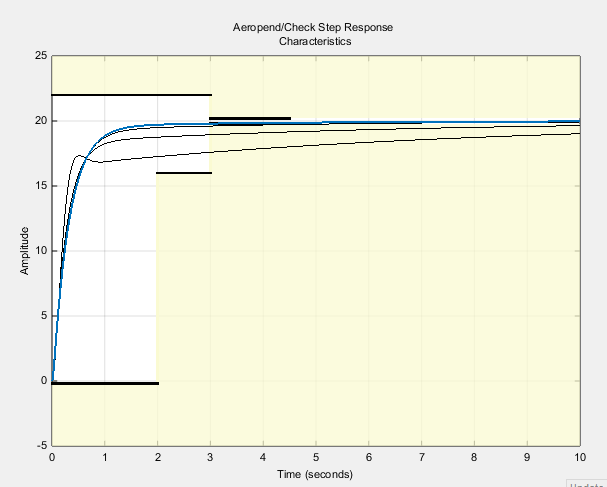 Aeropend/Check Step Response
Characteristics
25
20
15
10
5
0
-5
Amplitude
0 1 2 3 4 5 6 7 8 9 10
Time (seconds)